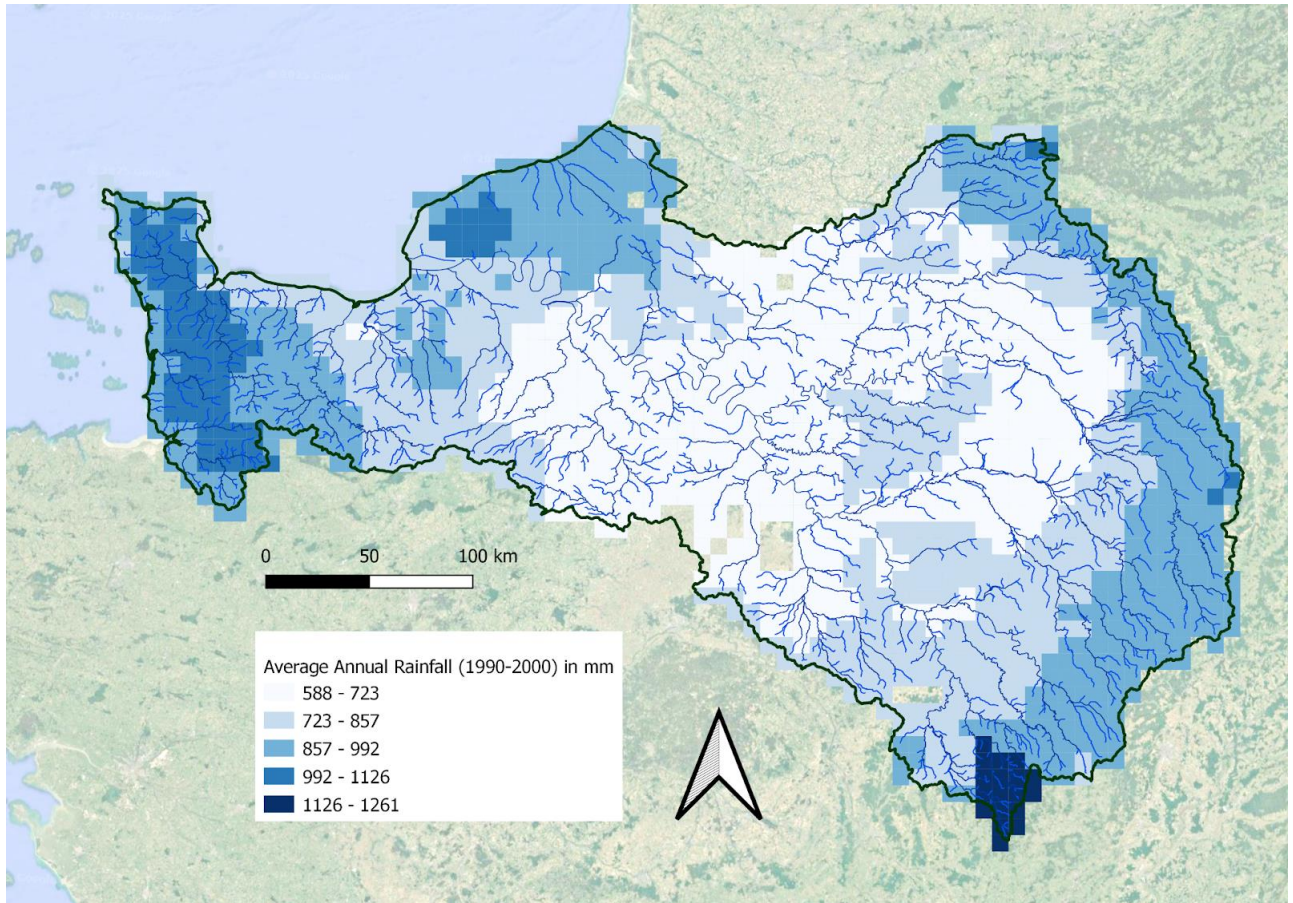 0 50 100 km
Average Annual Rainfall (1990-2000) in mm
588 - 723
723 - 857
857 - 992
992 - 1126
1126 - 1261